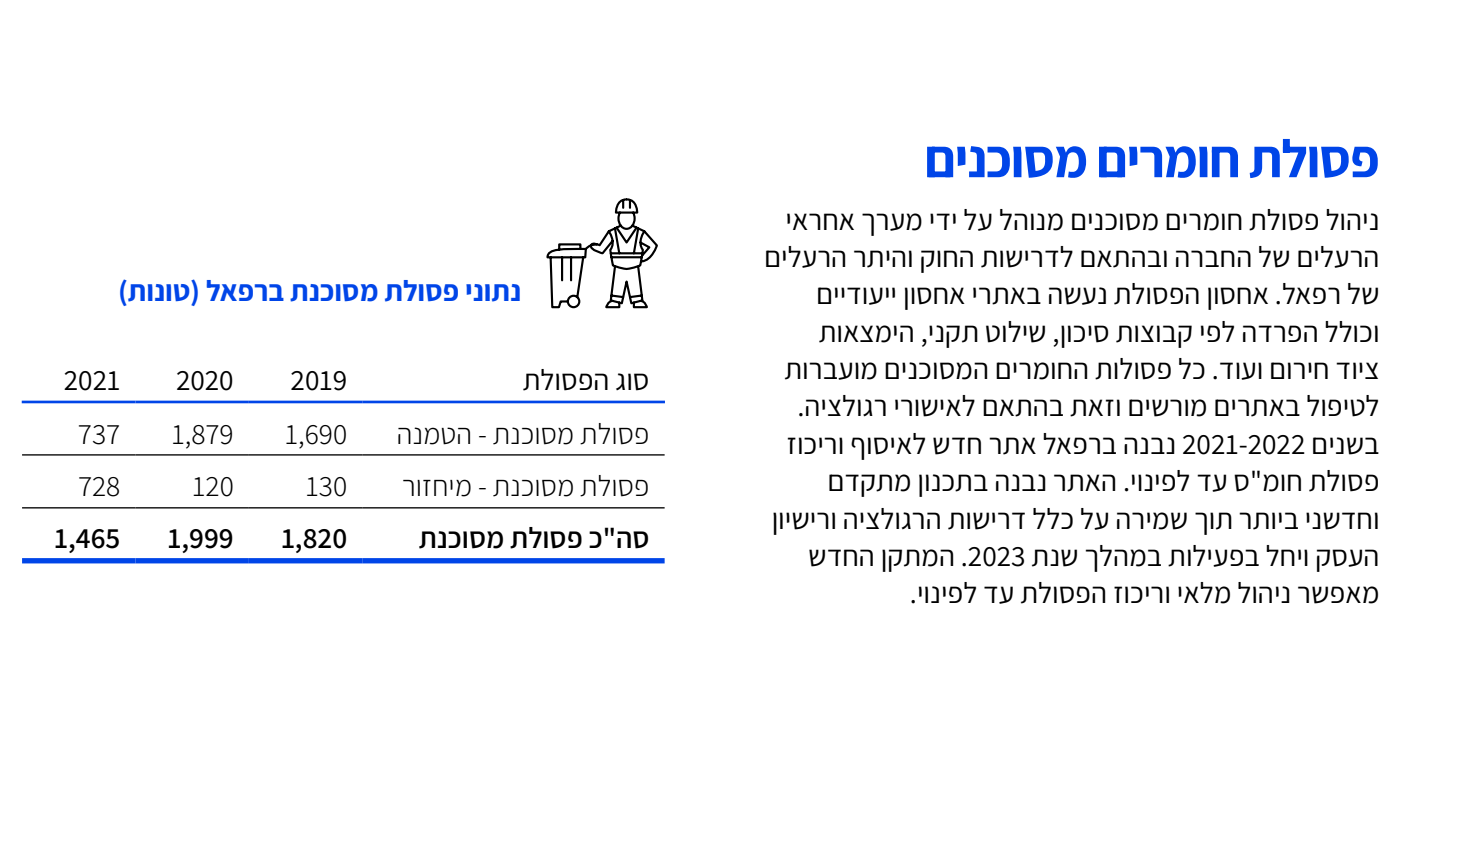 פסולת חומרים מסוכנים
ניהול פסולת חומרים מסוכנים מנוהל על ידי מערך אחראי
הרעלים של החברה ובהתאם לדרישות החוק והיתר הרעלים
של רפאל. אחסון הפסולת נעשה באתרי אחסון ייעודיים
וכולל הפרדה לפי קבוצות סיכון, שילוט תקני, הימצאות
ציוד חירום ועוד. כל פסולות החומרים המסוכנים מועברות
לטיפול באתרים מורשים וזאת בהתאם לאישורי רגולציה.
בשנים 2021-2022 נבנה ברפאל אתר חדש לאיסוף וריכוז
פסולת חומ"ס עד לפינוי. האתר נבנה בתכנון מתקדם
וחדשני ביותר תוך שמירה על כלל דרישות הרגולציה ורישיון
העסק ויחל בפעילות במהלך שנת 2023. המתקן החדש
מאפשר ניהול מלאי וריכוז הפסולת עד לפינוי.
נתוני פסולת מסוכנת ברפאל (טונות)
סוג הפסולת 2019 2020 2021
פסולת מסוכנת - הטמנה 1,690 1,879 737
פסולת מסוכנת - מיחזור 130 120 728
סה"כ פסולת מסוכנת 1,820 1,999 1,465